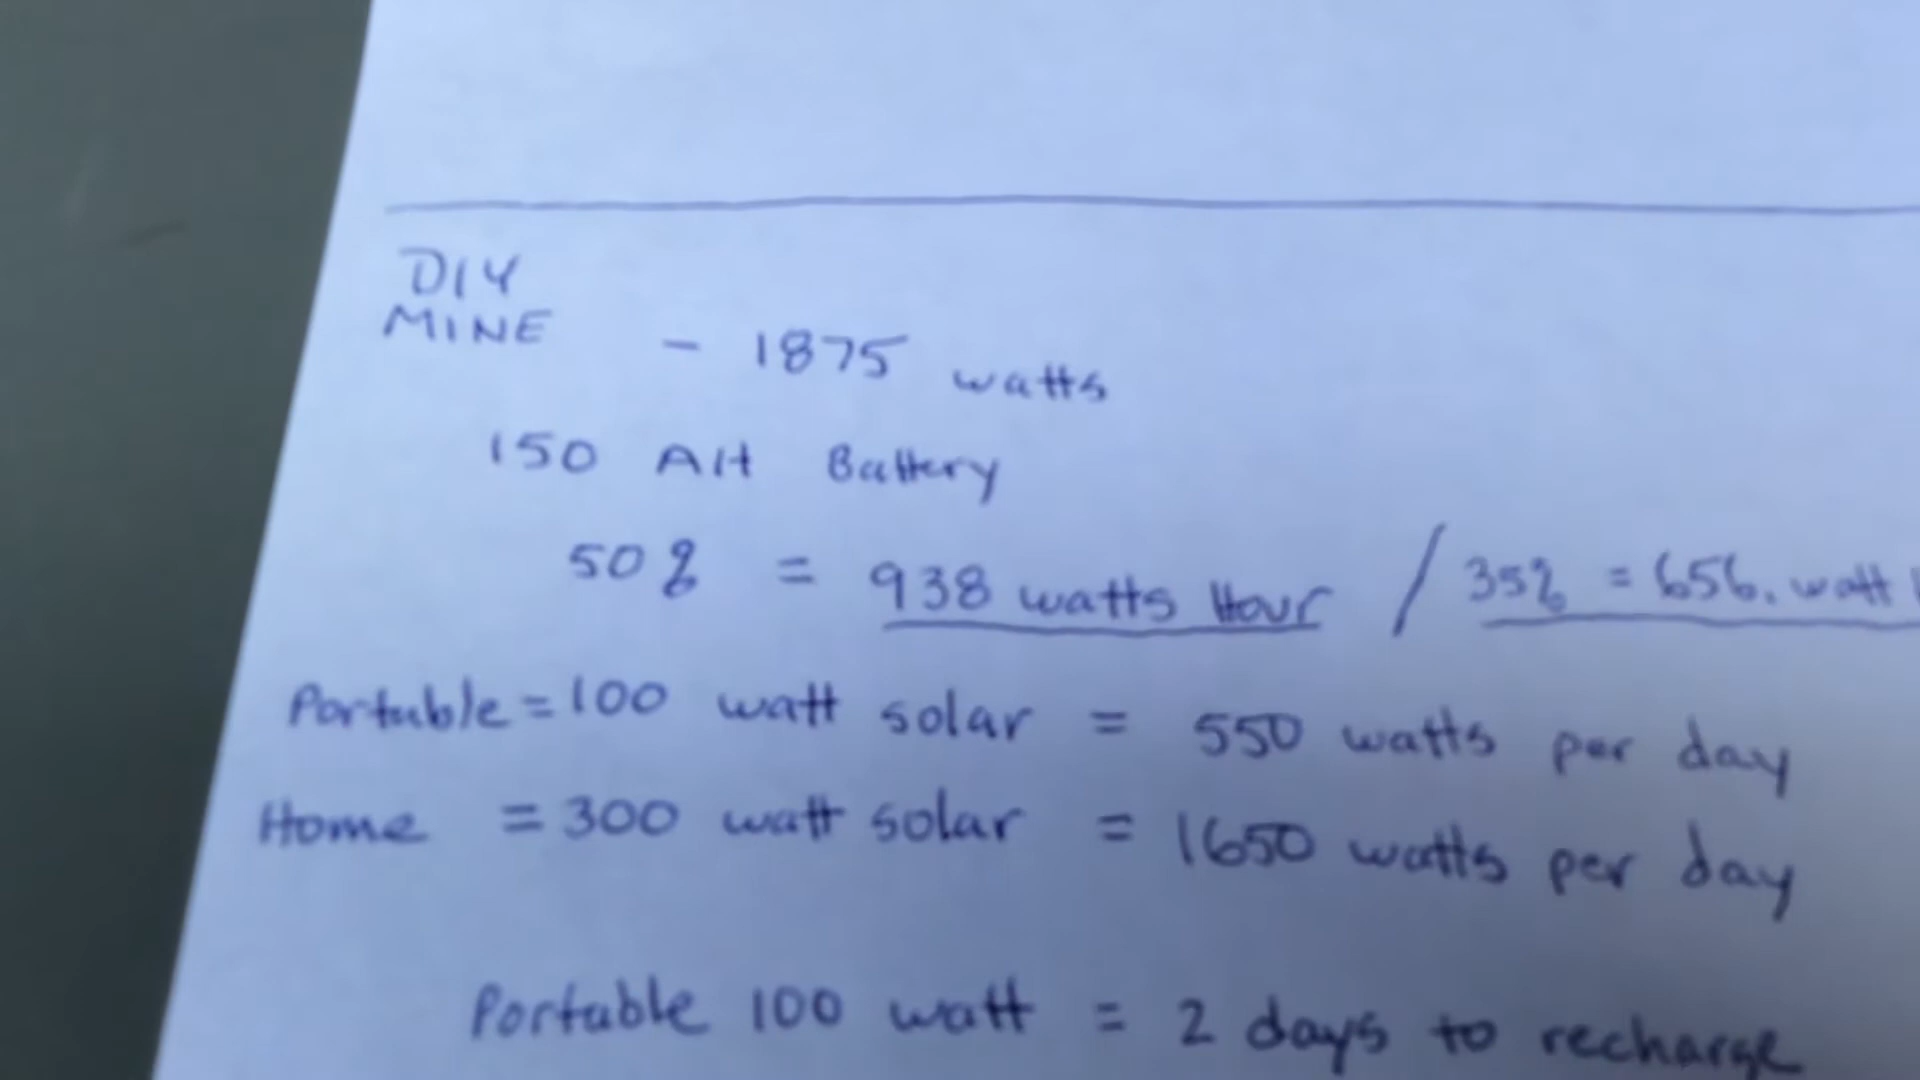 DIY
MINE - 1875 watts
150 AH Battery
50% = 938 watts Hour / 35% = 656. watt
Portable = 100 watt solar = 550 watts per day
Home = 300 watt solar = 1650 watts per day
Portable 100 watt = 2 days to recharge